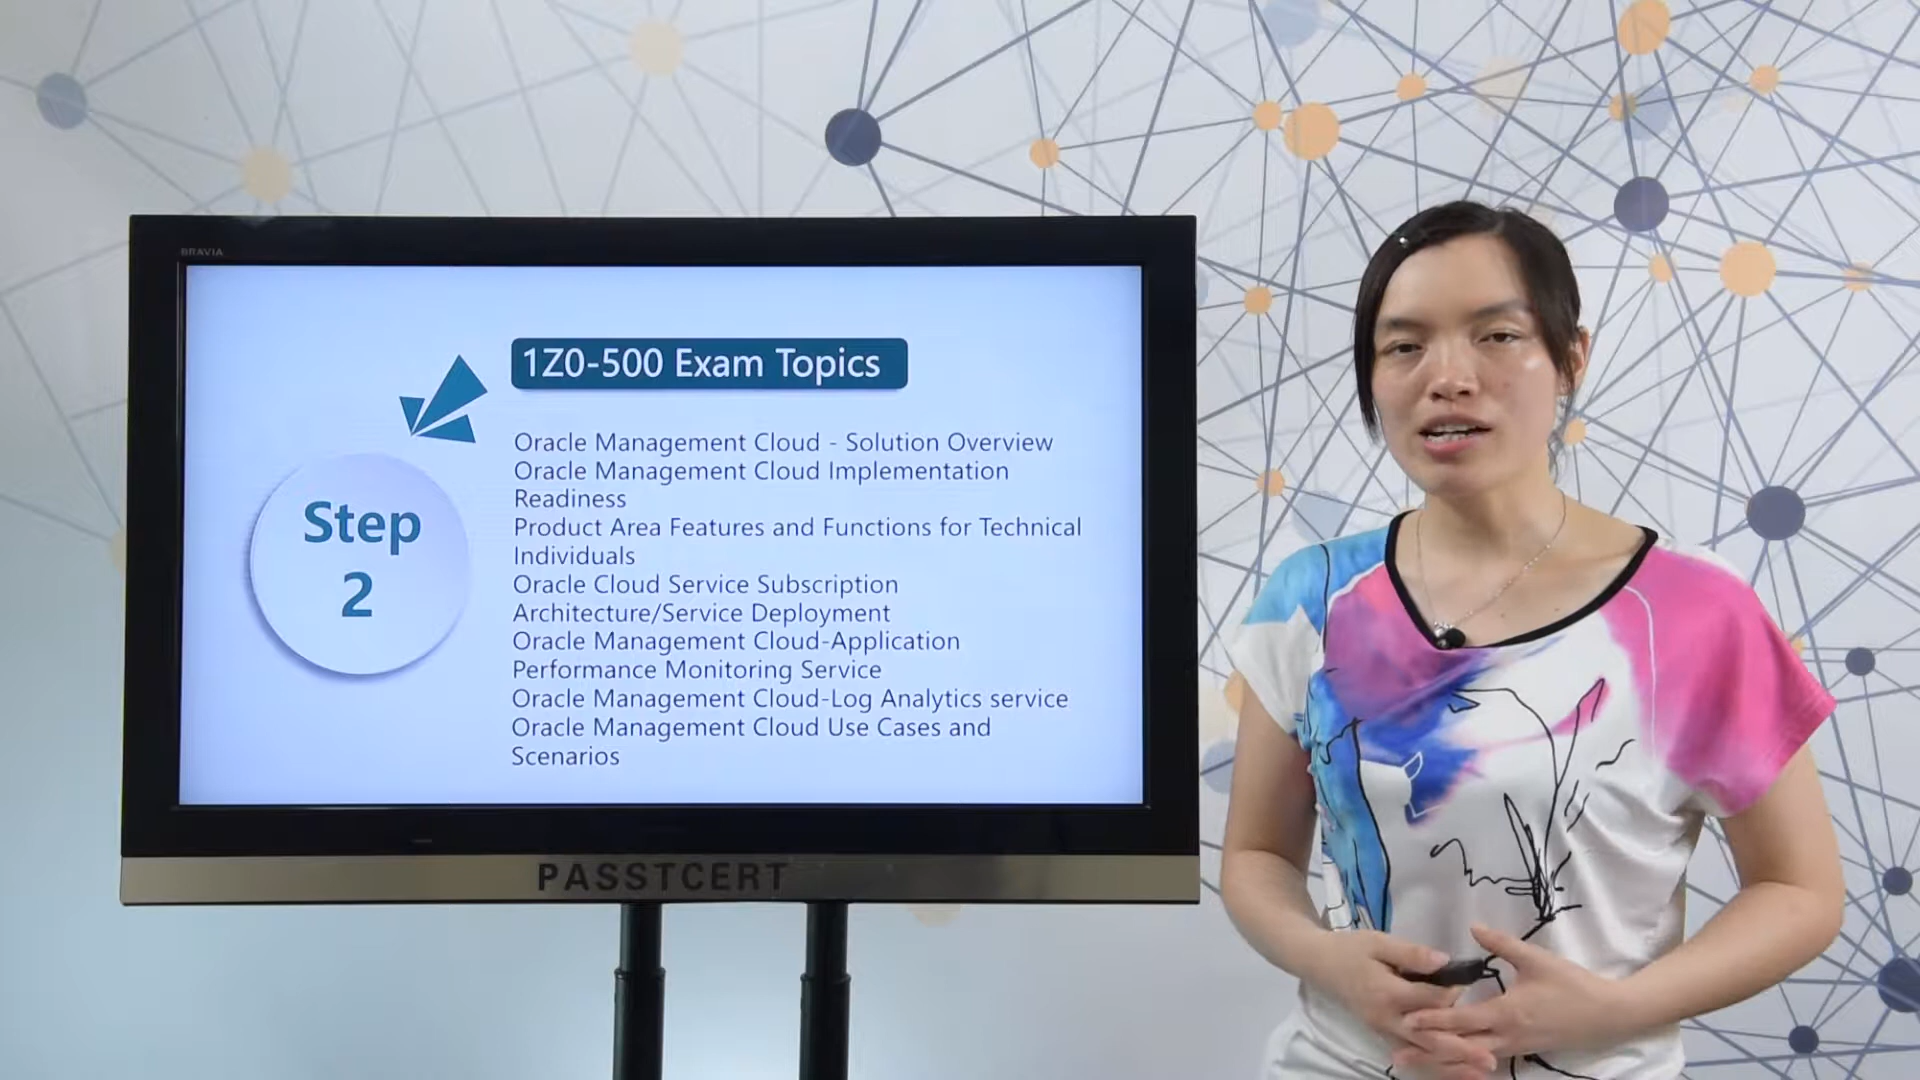 BRAVIA
1Z0-500 Exam Topics
Step
2
Oracle Management Cloud - Solution Overview
Oracle Management Cloud Implementation
Readiness
Product Area Features and Functions for Technical
Individuals
Oracle Cloud Service Subscription
Architecture/Service Deployment
Oracle Management Cloud-Application
Performance Monitoring Service
Oracle Management Cloud-Log Analytics service
Oracle Management Cloud Use Cases and
Scenarios
PASSTCERT